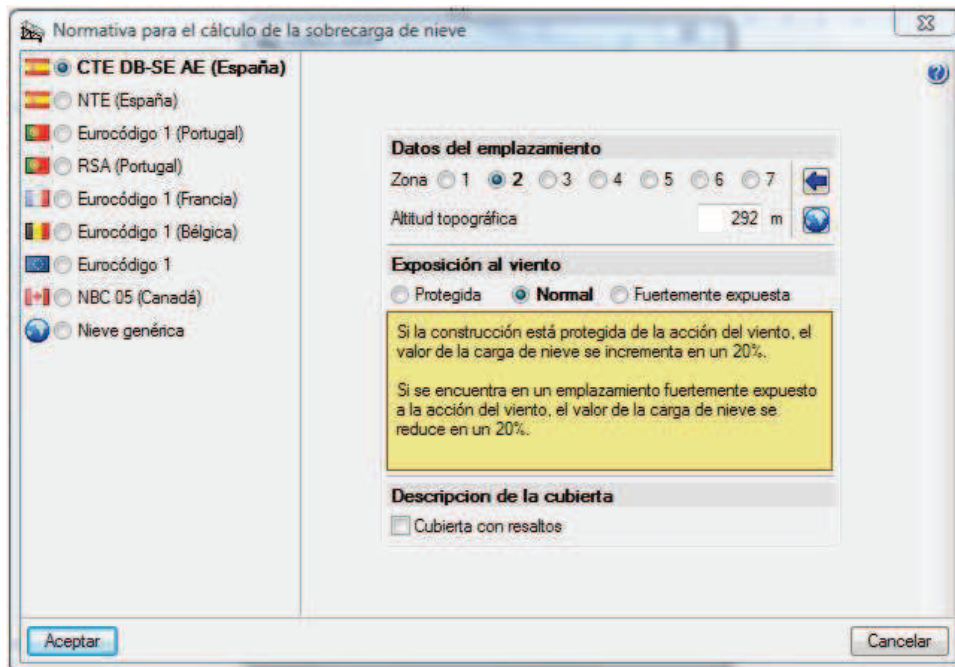 Normativa para el cálculo de la sobrecarga de nieve
CTE DB-SE AE (España)
NTE (España)
Eurocódigo 1 (Portugal)
RSA (Portugal)
Eurocódigo 1 (Francia)
Eurocódigo 1 (Bélgica)
Eurocódigo 1
NBC 05 (Canadá)
Nieve genérica
Datos del emplazamiento
Zona 1 2 3 4 5 6 7
Altitud topográfica 292 m
Exposición al viento
Protegida Normal Fuertemente expuesta
Si la construcción está protegida de la acción del viento, el
valor de la carga de nieve se incrementa en un 20%.
Si se encuentra en un emplazamiento fuertemente expuesto
a la acción del viento, el valor de la carga de nieve se
reduce en un 20%.
Descripcion de la cubierta
Cubierta con resaltos
Aceptar
Cancelar